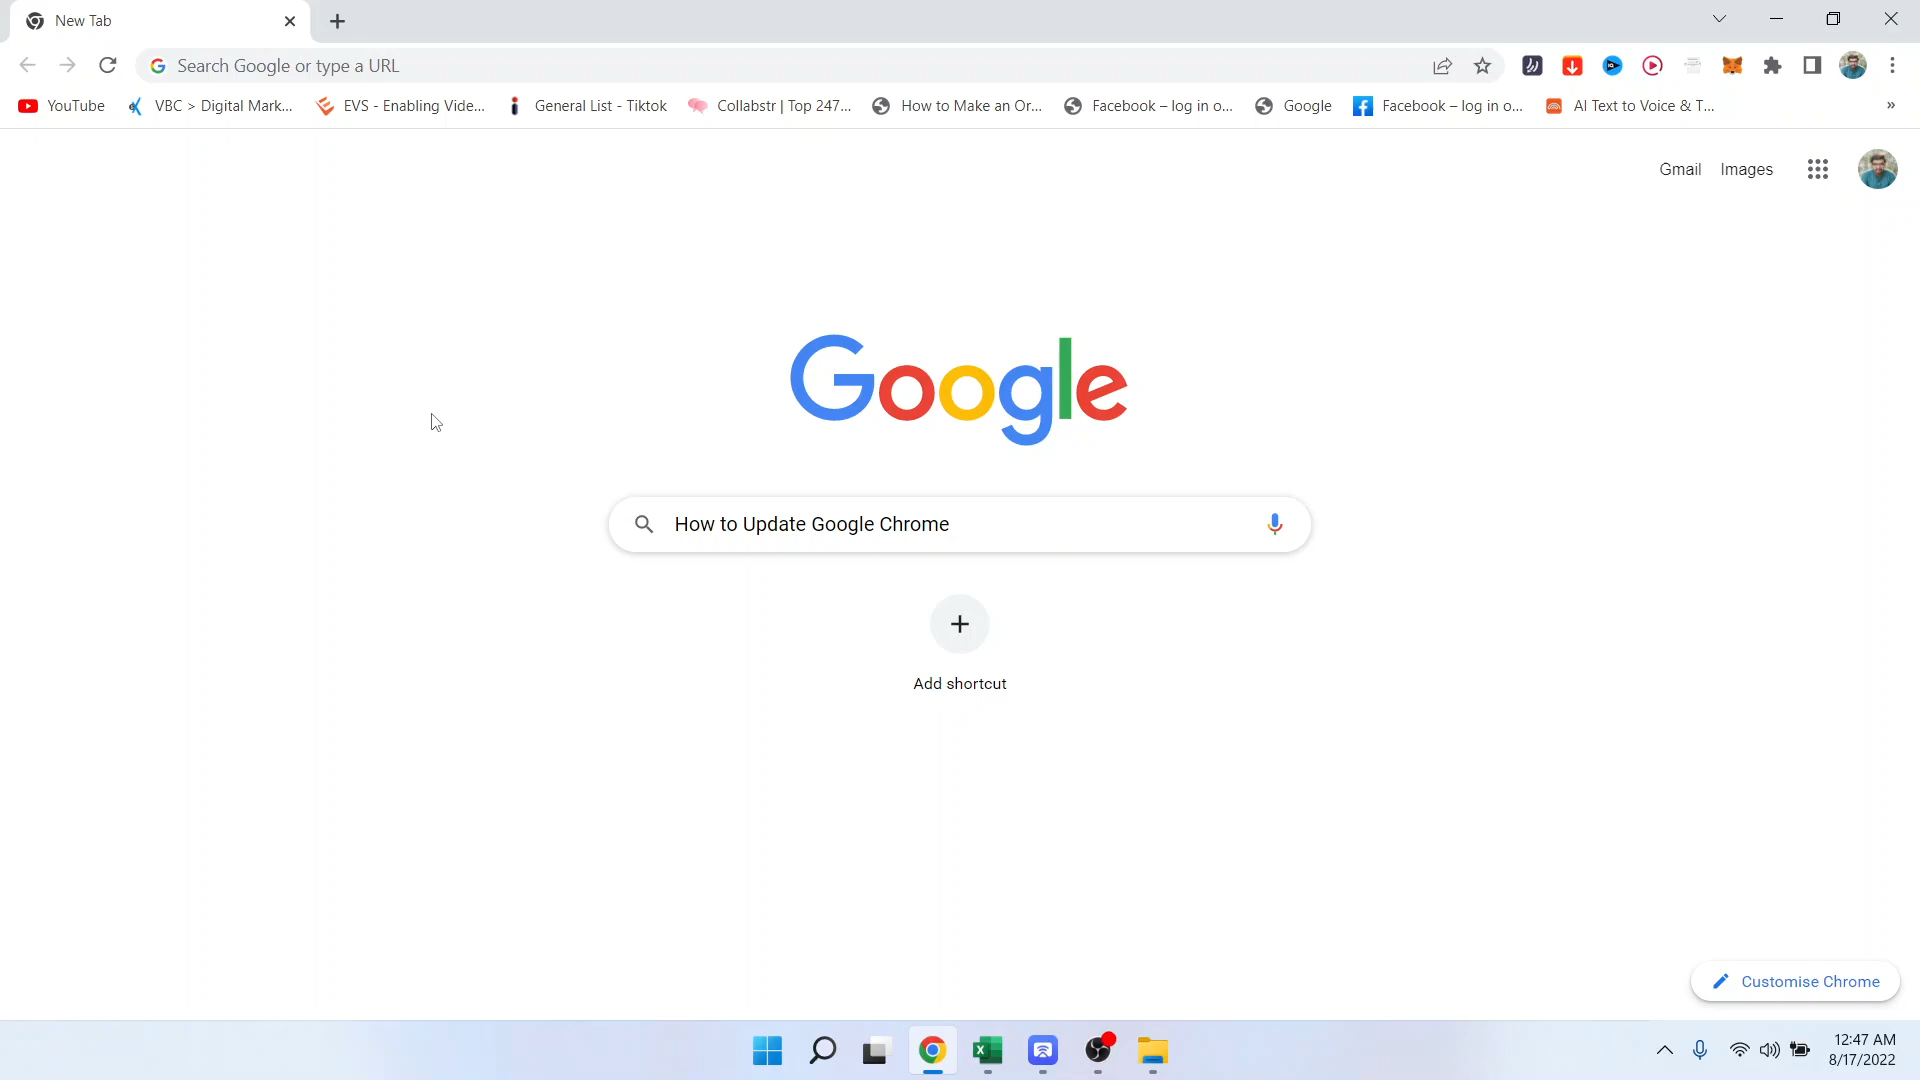 New Tab
Search Google or type a URL
YouTube
VBC > Digital Mark...
EVS - Enabling Vide...
General List - Tiktok
Collabstr | Top 247...
How to Make an Or...
Facebook – log in o...
Google
Facebook – log in o...
AI Text to Voice & T...
»
Gmail
Images
Google
How to Update Google Chrome
Add shortcut
Customise Chrome
12:47 AM
8/17/2022